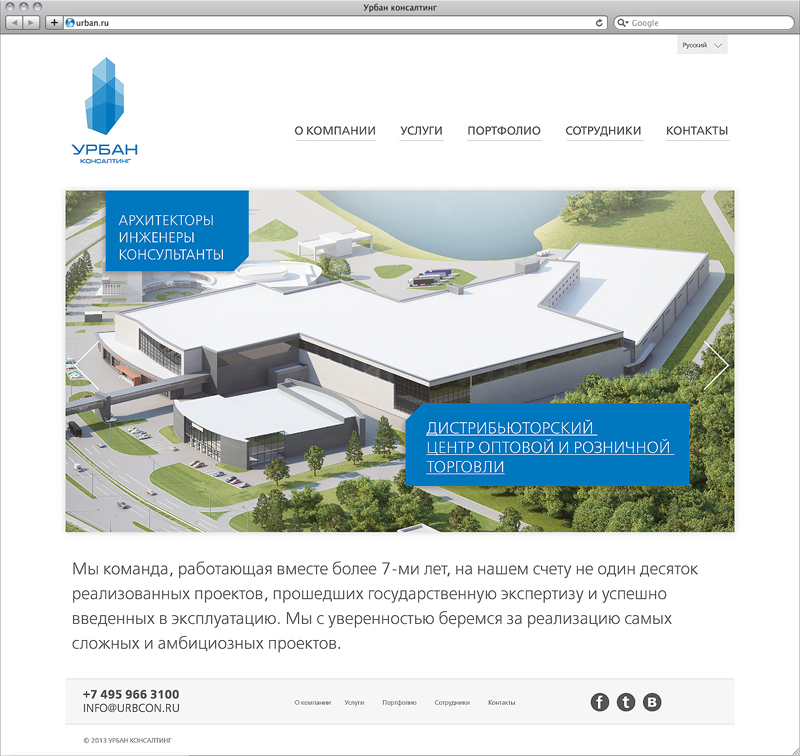 Урбан консалтинг
urban.ru
Google
Русский
УРБАН
КОНСАЛТИНГ
О КОМПАНИИ УСЛУГИ ПОРТФОЛИО СОТРУДНИКИ КОНТАКТЫ
АРХИТЕКТОРЫ
ИНЖЕНЕРЫ
КОНСУЛЬТАНТЫ
ДИСТРИБЬЮТОРСКИЙ
ЦЕНТР ОПТОВОЙ И РОЗНИЧНОЙ
ТОРГОВЛИ
Мы команда, работающая вместе более 7-ми лет, на нашем счету не один десяток
реализованных проектов, прошедших государственную экспертизу и успешно
введенных в эксплуатацию. Мы с уверенностью беремся за реализацию самых
сложных и амбициозных проектов.
+7 495 966 3100
INFO@URBCON.RU
О компании Услуги Портфолио Сотрудники Контакты
f t B
© 2013 УРБАН КОНСАЛТИНГ